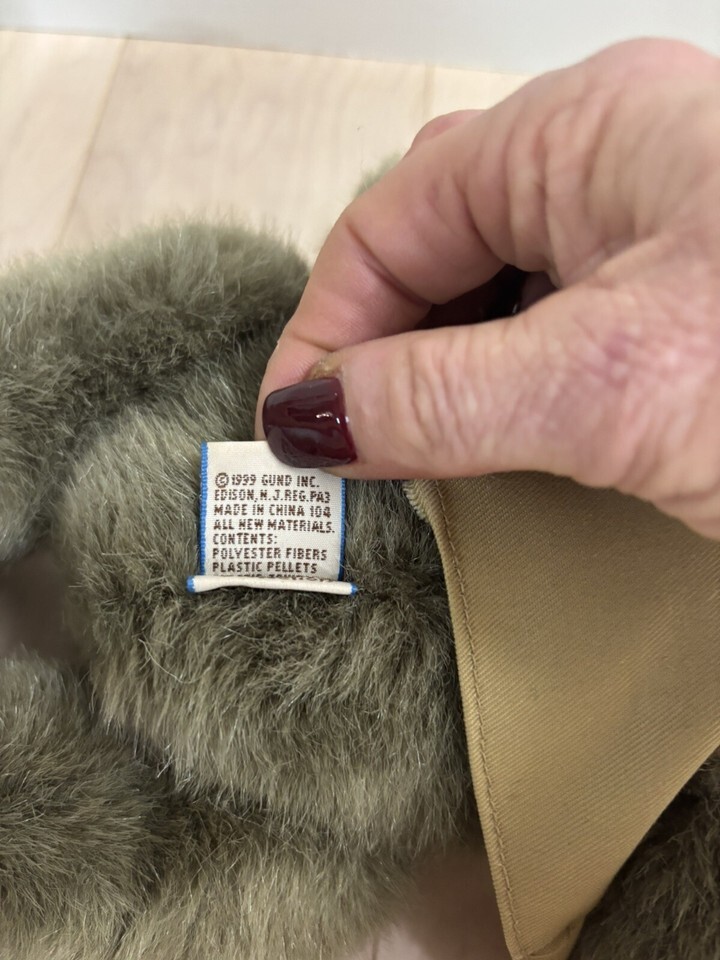 © 1999 GUND INC.
EDISON, N.J. REG. PA3
MADE IN CHINA 104
ALL NEW MATERIALS.
CONTENTS:
POLYESTER FIBERS
PLASTIC PELLETS